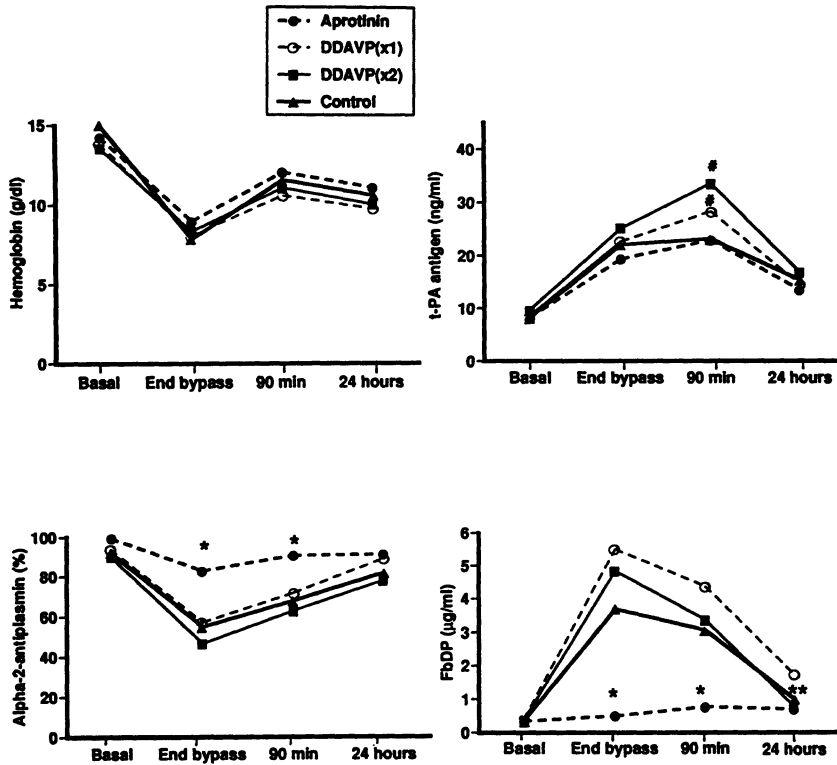 Aprotinin
DDAVP(x1)
DDAVP(x2)
Control
Hemoglobin (g/dl)
15
10
5
0
Basal End bypass 90 min 24 hours
t-PA antigen (ng/ml)
40
30
20
10
0
#
#
Basal End bypass 90 min 24 hours
Alpha-2-antiplasmin (%)
100
80
60
40
20
0
* *
Basal End bypass 90 min 24 hours
FbDP (µg/ml)
6
5
4
3
2
1
0
* * **
Basal End bypass 90 min 24 hours